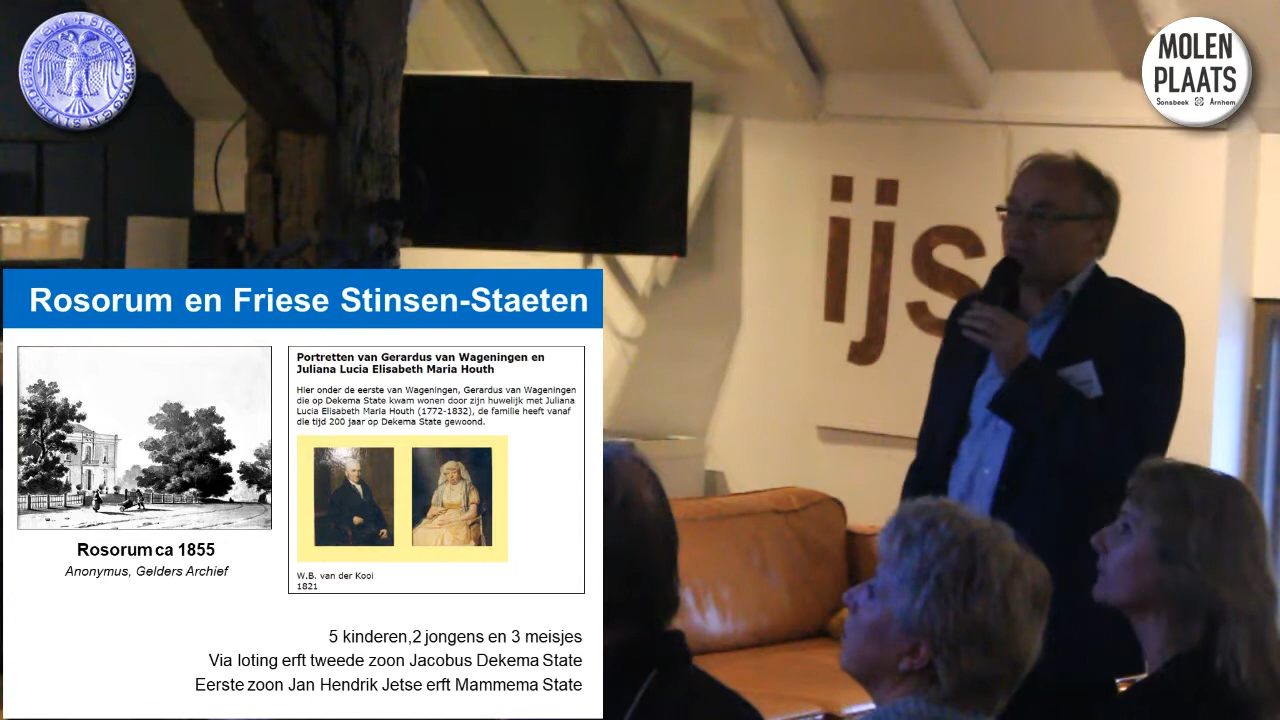 MOLEN
PLAATS
Sonsbeek Arnhem
ijs
Rosorum en Friese Stinsen-Staeten
Portretten van Gerardus van Wageningen en
Juliana Lucia Elisabeth Maria Houth
Hier onder de eerste van Wageningen, Gerardus van Wageningen
die op Dekema State kwam wonen door zijn huwelijk met Juliana
Lucia Elisabeth Maria Houth (1772-1832), de familie heeft vanaf
die tijd 200 jaar op Dekema State gewoond.
W.B. van der Kooi
1821
Rosorum ca 1855
Anonymus, Gelders Archief
5 kinderen,2 jongens en 3 meisjes
Via loting erft tweede zoon Jacobus Dekema State
Eerste zoon Jan Hendrik Jetse erft Mammema State